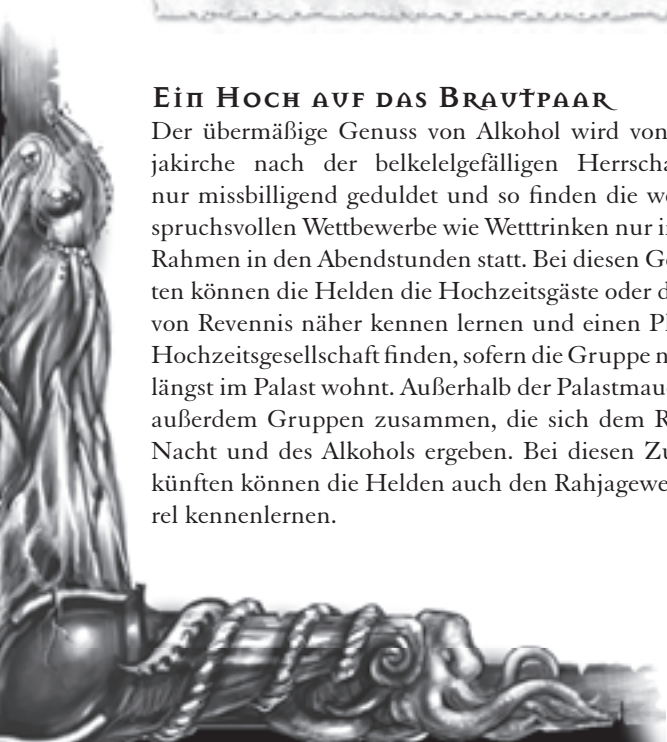 Ein Hoch auf das Brautpaar
Der übermäßige Genuss von Alkohol wird von
jakirche nach der belkelelgefälligen Herrscha
nur missbilligend geduldet und so finden die we
spruchsvollen Wettbewerbe wie Wetttrinken nur i
Rahmen in den Abendstunden statt. Bei diesen Ge
ten können die Helden die Hochzeitsgäste oder d
von Revennis näher kennen lernen und einen Pl
Hochzeitsgesellschaft finden, sofern die Gruppe n
längst im Palast wohnt. Außerhalb der Palastmaue
außerdem Gruppen zusammen, die sich dem R
Nacht und des Alkohols ergeben. Bei diesen Zu
künften können die Helden auch den Rahjagewe
rel kennenlernen.